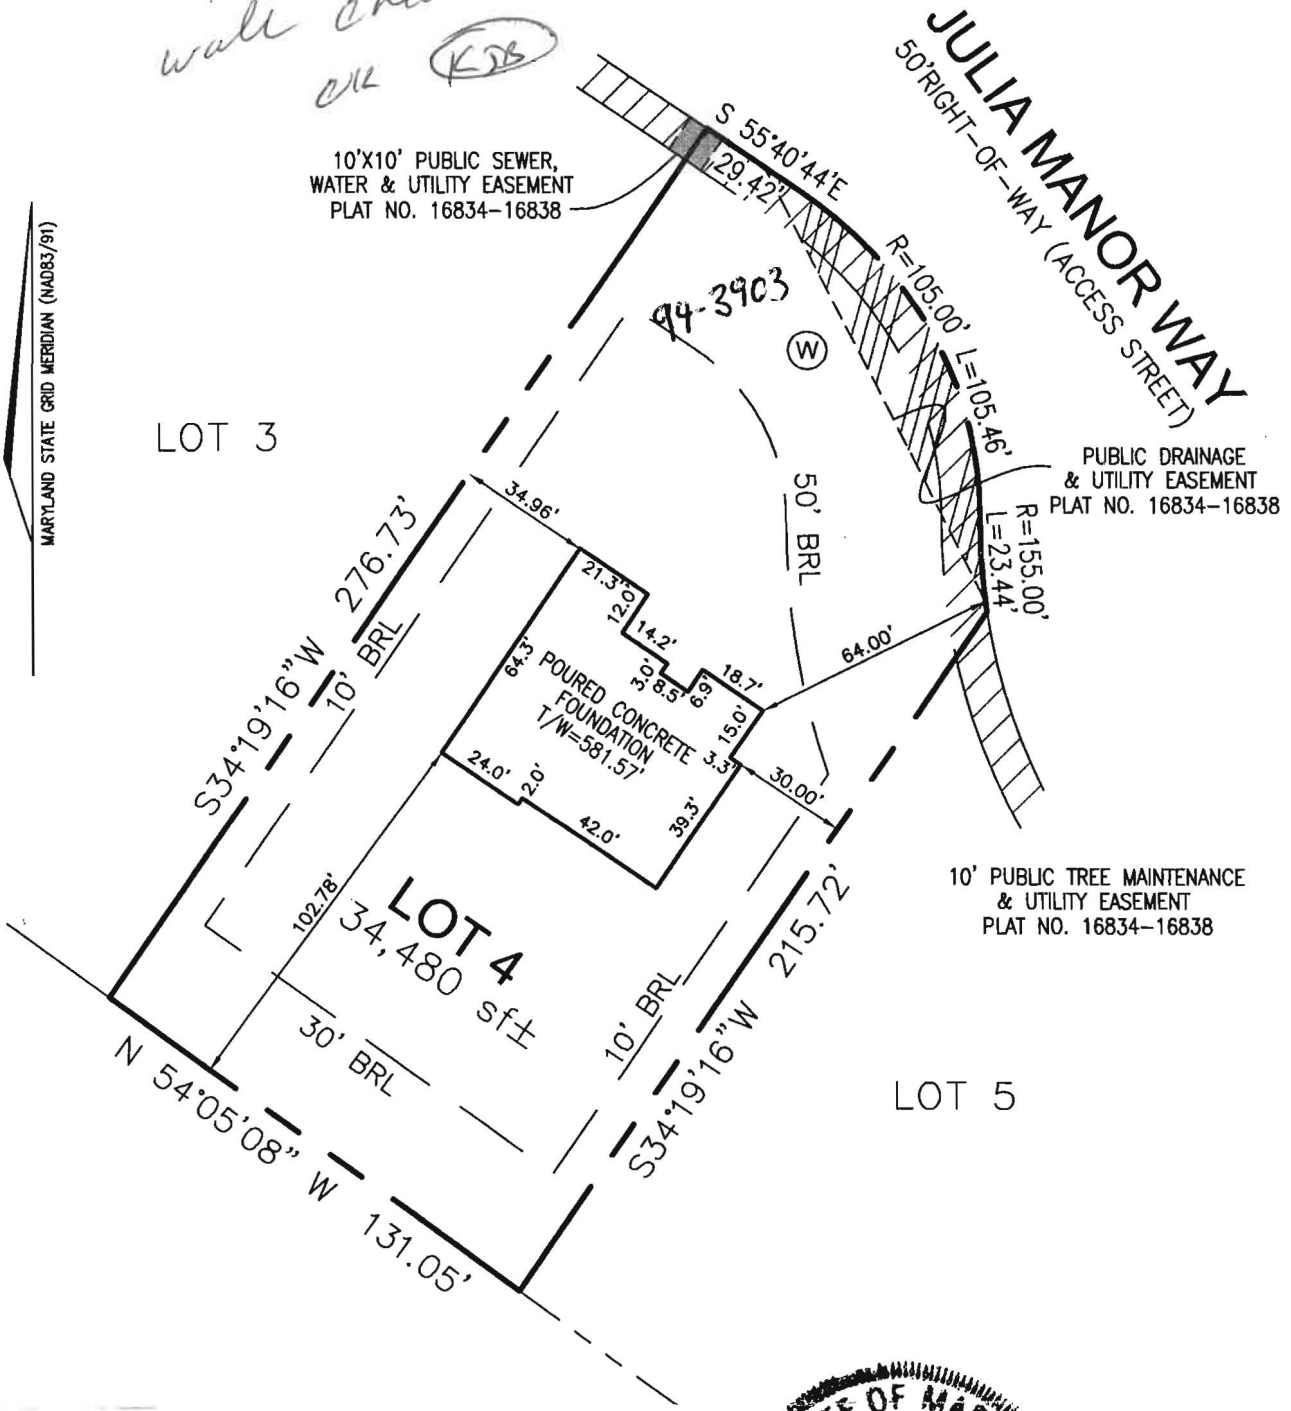 wall
OK KJB
JULIA MANOR WAY
50'RIGHT-OF-WAY (ACCESS STREET)
10'X10' PUBLIC SEWER,
WATER & UTILITY EASEMENT
PLAT NO. 16834-16838
S 55°40'44"E
29.42'
R=105.00' L=105.46'
MARYLAND STATE GRID MERIDIAN (NAD83/91)
94-3903
W
LOT 3
PUBLIC DRAINAGE
& UTILITY EASEMENT
PLAT NO. 16834-16838
R=155.00'
L=23.44'
50' BRL
34.96'
S34°19'16"W 276.73'
10' BRL
21.3'
12.0'
14.2'
3.0'
8.5'
6.9'
18.7'
64.00'
64.3'
POURED CONCRETE
FOUNDATION
T/W=581.57'
15.0'
3.3'
30.00'
24.0'
2.0'
42.0'
39.3'
102.78'
LOT 4
34,480 sf±
10' PUBLIC TREE MAINTENANCE
& UTILITY EASEMENT
PLAT NO. 16834-16838
S34°19'16"W 215.72'
10' BRL
30' BRL
LOT 5
N 54°05'08" W 131.05'
OF